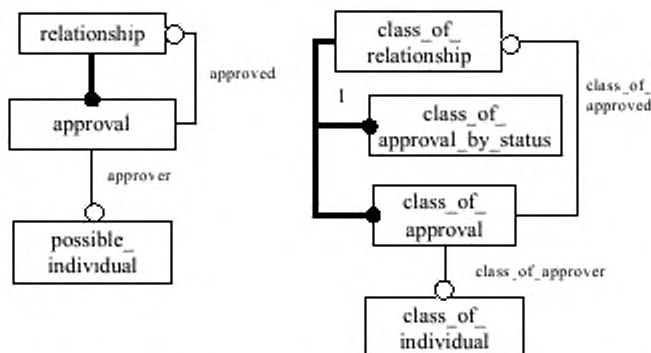 relationship
approved
approval
approver
possible_
individual
class_of_
relationship
class_of_
approved
1
class_of_
approval_by_status
class_of_
approval
class_of_approver
class_of_
individual